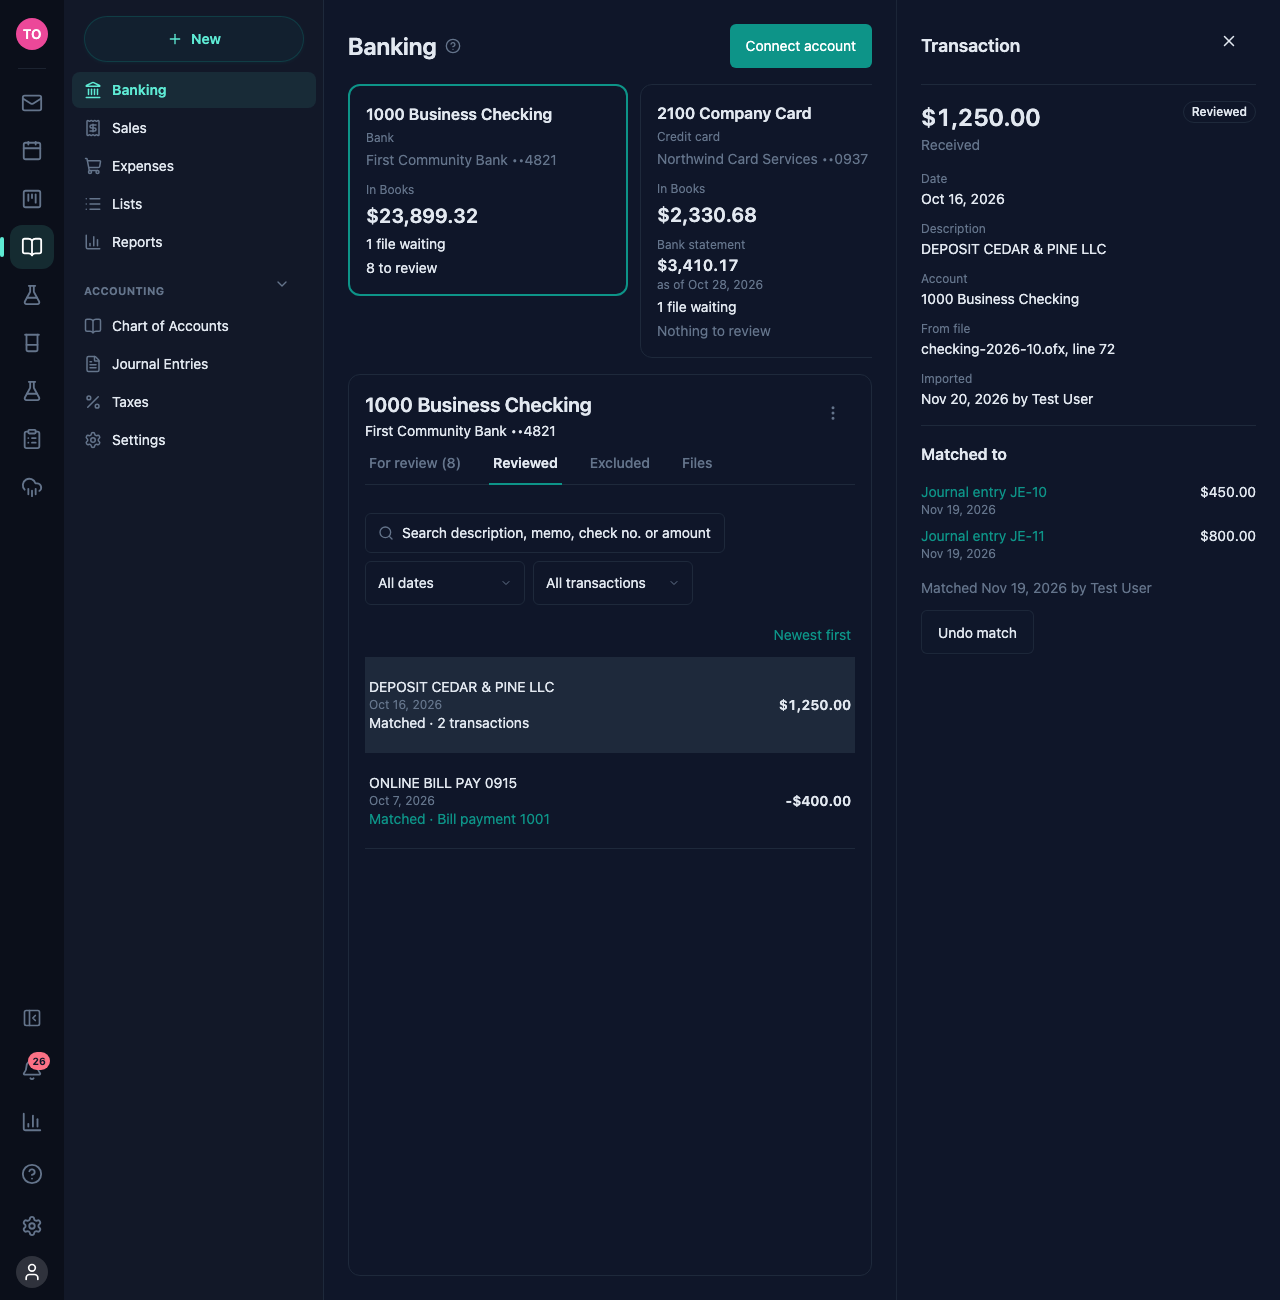 TO
New
Banking
Sales
Expenses
Lists
Reports
ACCOUNTING
Chart of Accounts
Journal Entries
Taxes
Settings
26
Banking
Connect account
1000 Business Checking
Bank
First Community Bank ••4821
In Books
$23,899.32
1 file waiting
8 to review
2100 Company Card
Credit card
Northwind Card Services ••0937
In Books
$2,330.68
Bank statement
$3,410.17
as of Oct 28, 2026
1 file waiting
Nothing to review
1000 Business Checking
First Community Bank ••4821
For review (8)
Reviewed
Excluded
Files
Search description, memo, check no. or amount
All dates
All transactions
Newest first
DEPOSIT CEDAR & PINE LLC
Oct 16, 2026
Matched · 2 transactions
$1,250.00
ONLINE BILL PAY 0915
Oct 7, 2026
Matched · Bill payment 1001
-$400.00
Transaction
$1,250.00
Reviewed
Received
Date
Oct 16, 2026
Description
DEPOSIT CEDAR & PINE LLC
Account
1000 Business Checking
From file
checking-2026-10.ofx, line 72
Imported
Nov 20, 2026 by Test User
Matched to
Journal entry JE-10
$450.00
Nov 19, 2026
Journal entry JE-11
$800.00
Nov 19, 2026
Matched Nov 19, 2026 by Test User
Undo match